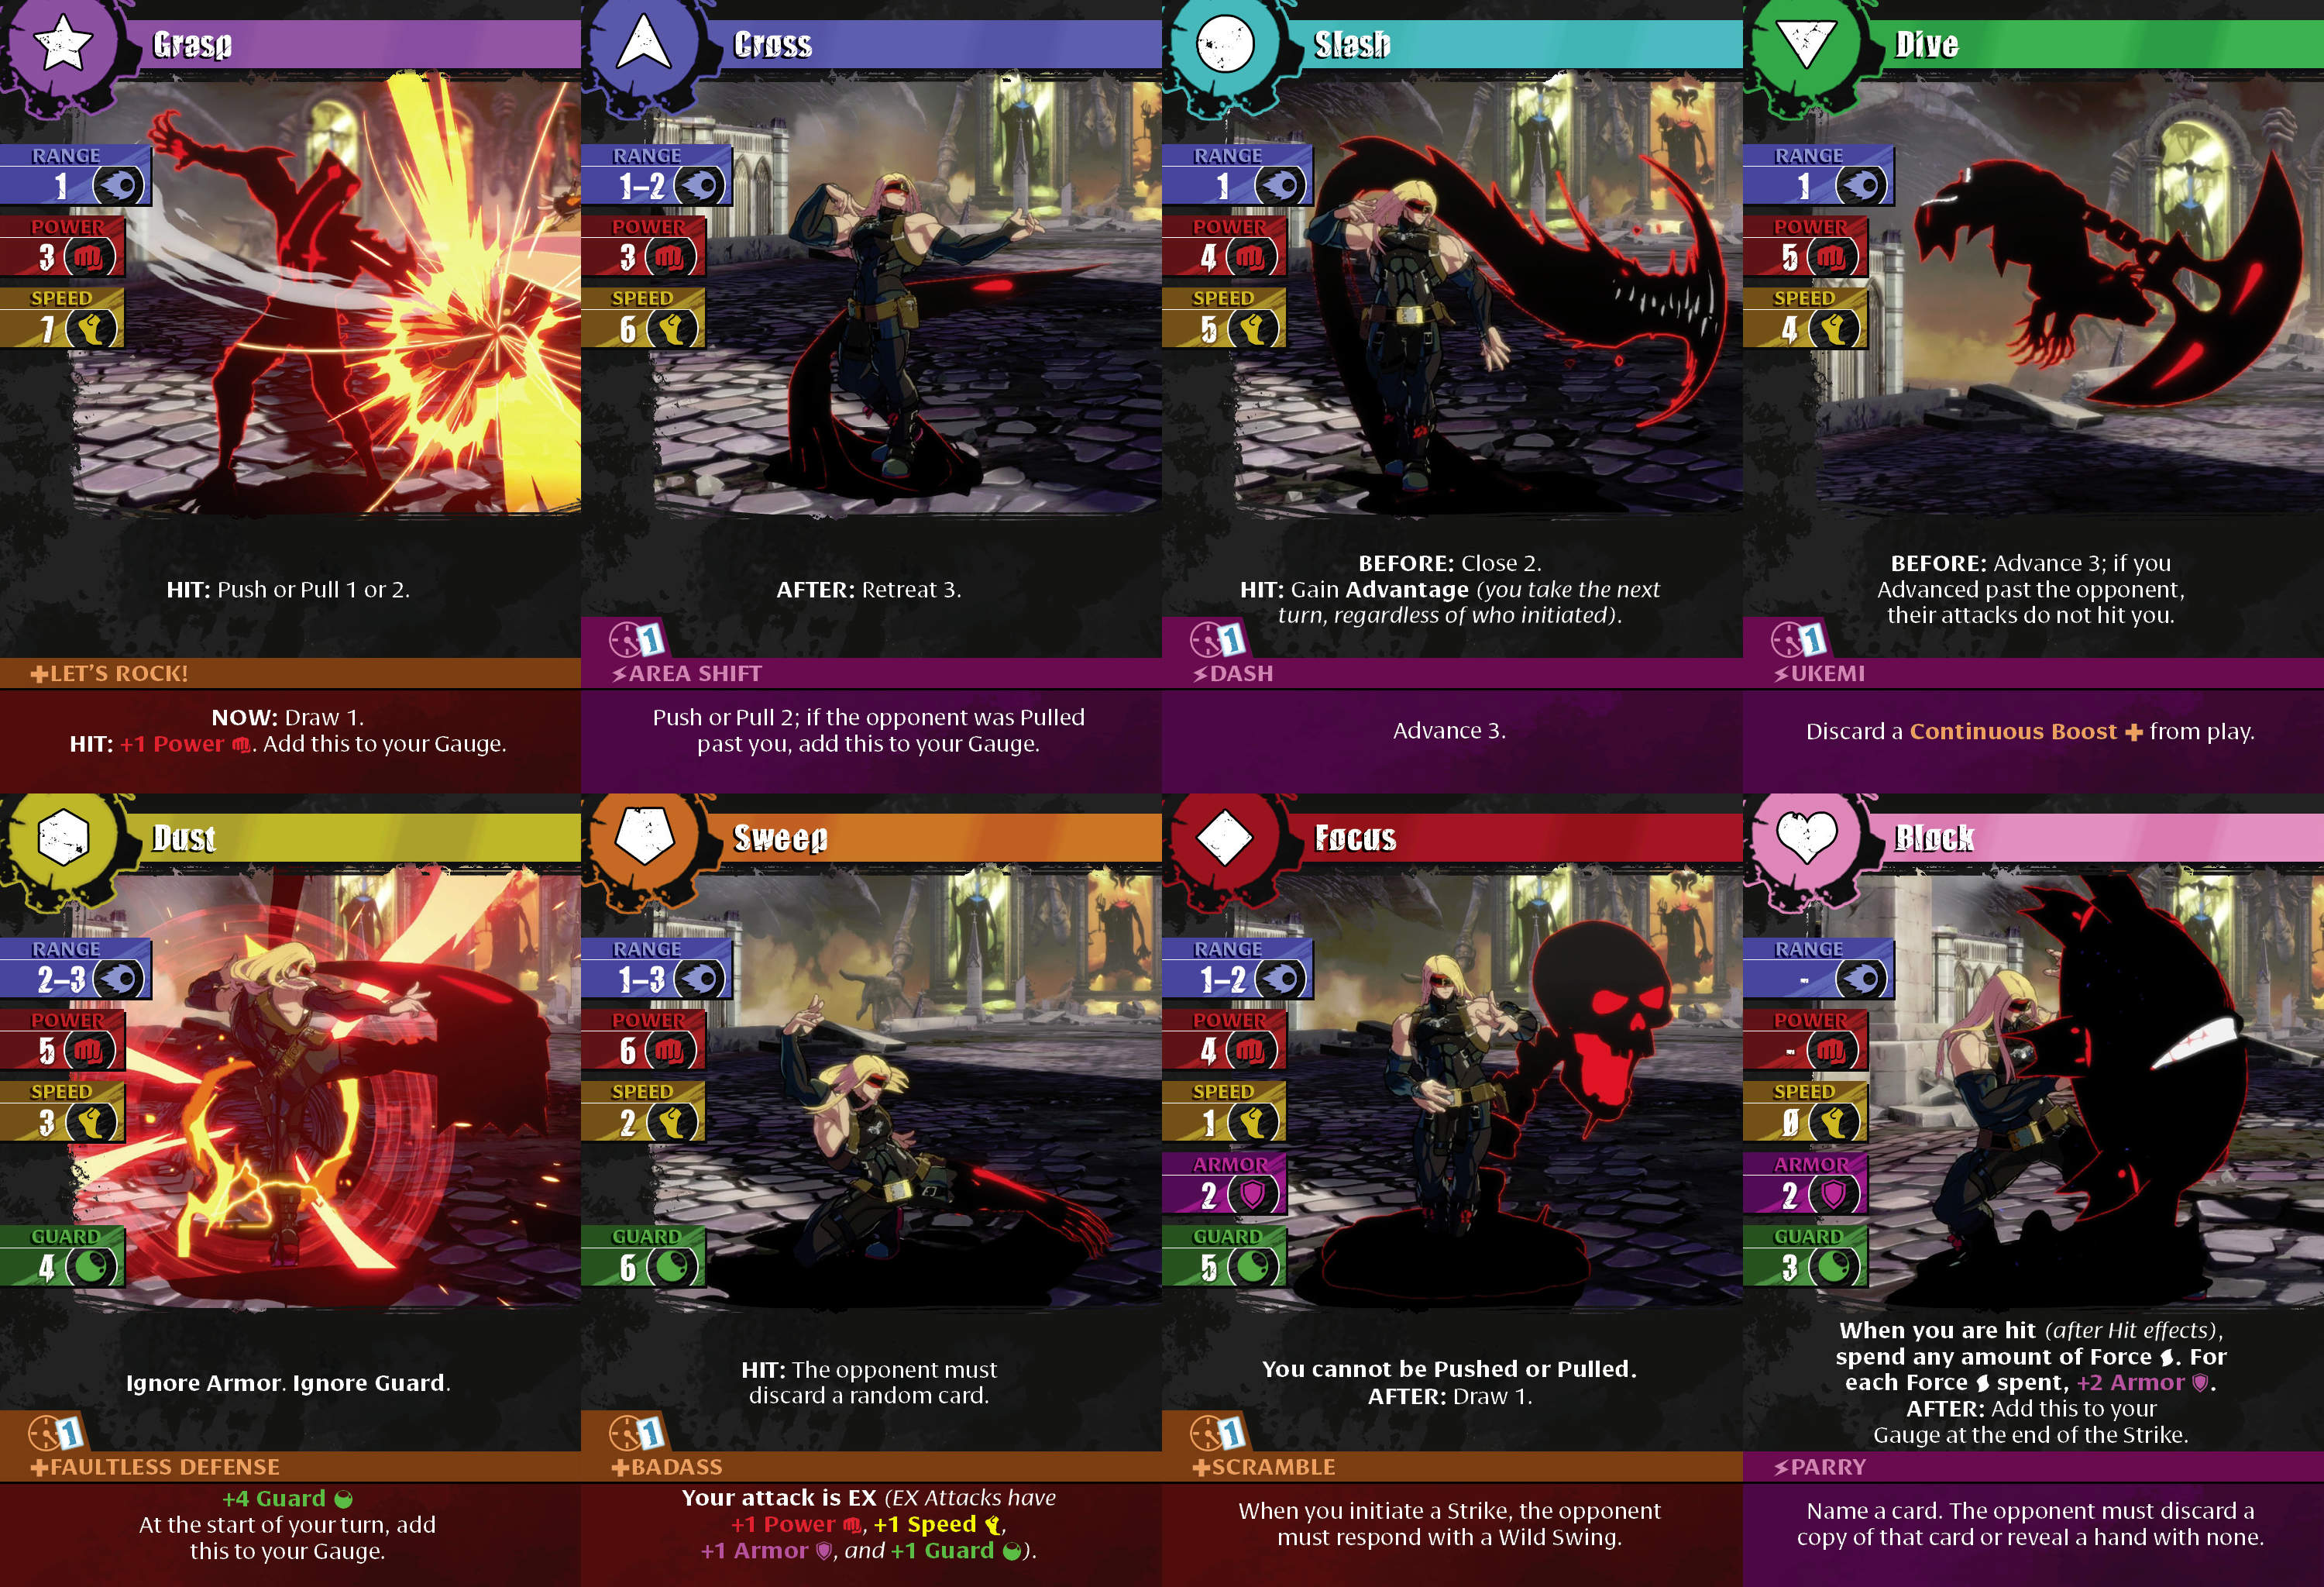 Grasp
RANGE
1
POWER
3
SPEED
7
HIT: Push or Pull 1 or 2.
LET'S ROCK!
NOW: Draw 1.
HIT: +1 Power. Add this to your Gauge.
Cross
RANGE
1–2
POWER
3
SPEED
6
AFTER: Retreat 3.
1
AREA SHIFT
Push or Pull 2; if the opponent was Pulled
past you, add this to your Gauge.
Slash
RANGE
1
POWER
4
SPEED
5
BEFORE: Close 2.
HIT: Gain Advantage (you take the next
turn, regardless of who initiated).
1
DASH
Advance 3.
Dive
RANGE
1
POWER
5
SPEED
4
BEFORE: Advance 3; if you
Advanced past the opponent,
their attacks do not hit you.
1
UKEMI
Discard a Continuous Boost + from play.
Dust
RANGE
2–3
POWER
5
SPEED
3
GUARD
4
Ignore Armor. Ignore Guard.
1
FAULTLESS DEFENSE
+4 Guard
At the start of your turn, add
this to your Gauge.
Sweep
RANGE
1–3
POWER
6
SPEED
2
GUARD
6
HIT: The opponent must
discard a random card.
1
BADASS
Your attack is EX (EX Attacks have
+1 Power, +1 Speed,
+1 Armor, and +1 Guard).
Focus
RANGE
1–2
POWER
4
SPEED
1
ARMOR
2
GUARD
5
You cannot be Pushed or Pulled.
AFTER: Draw 1.
1
SCRAMBLE
When you initiate a Strike, the opponent
must respond with a Wild Swing.
Block
RANGE
-
POWER
-
SPEED
0
ARMOR
2
GUARD
3
When you are hit (after Hit effects),
spend any amount of Force. For
each Force spent, +2 Armor.
AFTER: Add this to your
Gauge at the end of the Strike.
PARRY
Name a card. The opponent must discard a
copy of that card or reveal a hand with none.